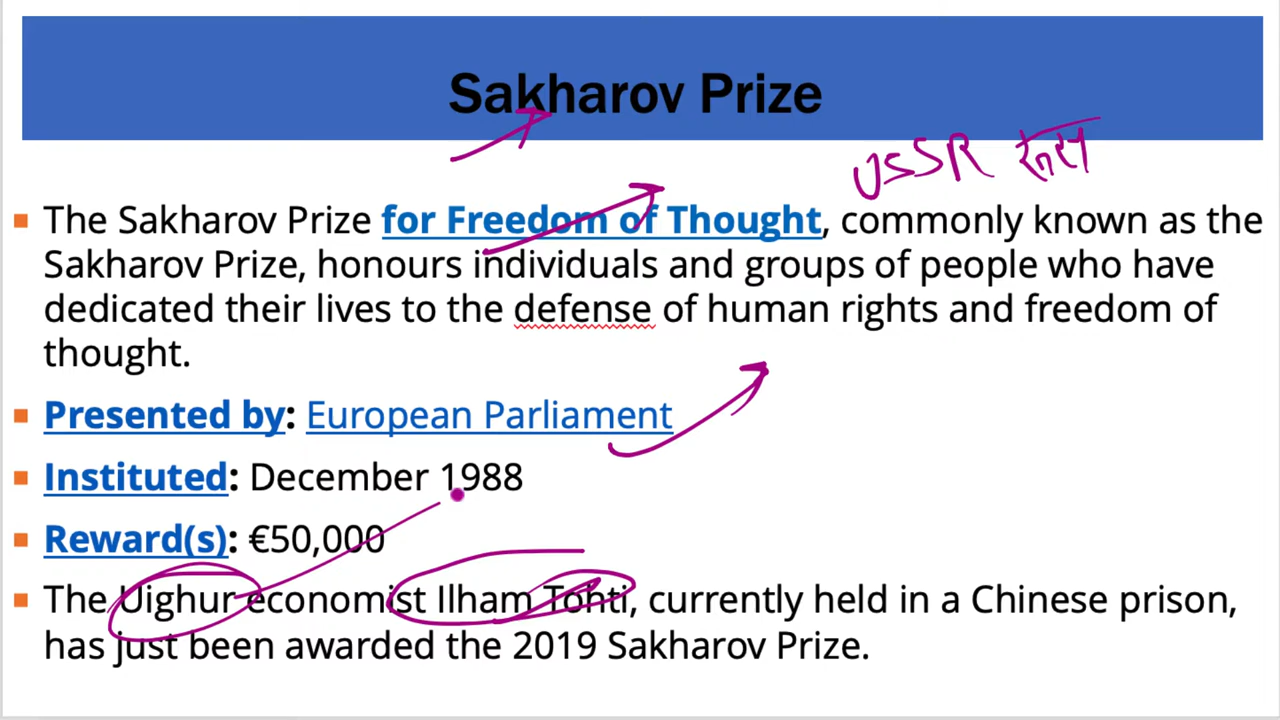 Sakharov Prize
USSR
The Sakharov Prize for Freedom of Thought, commonly known as the
Sakharov Prize, honours individuals and groups of people who have
dedicated their lives to the defense of human rights and freedom of
thought.
Presented by: European Parliament
Instituted: December 1988
Reward(s): €50,000
The Uighur economist Ilham Tohti, currently held in a Chinese prison,
has just been awarded the 2019 Sakharov Prize.